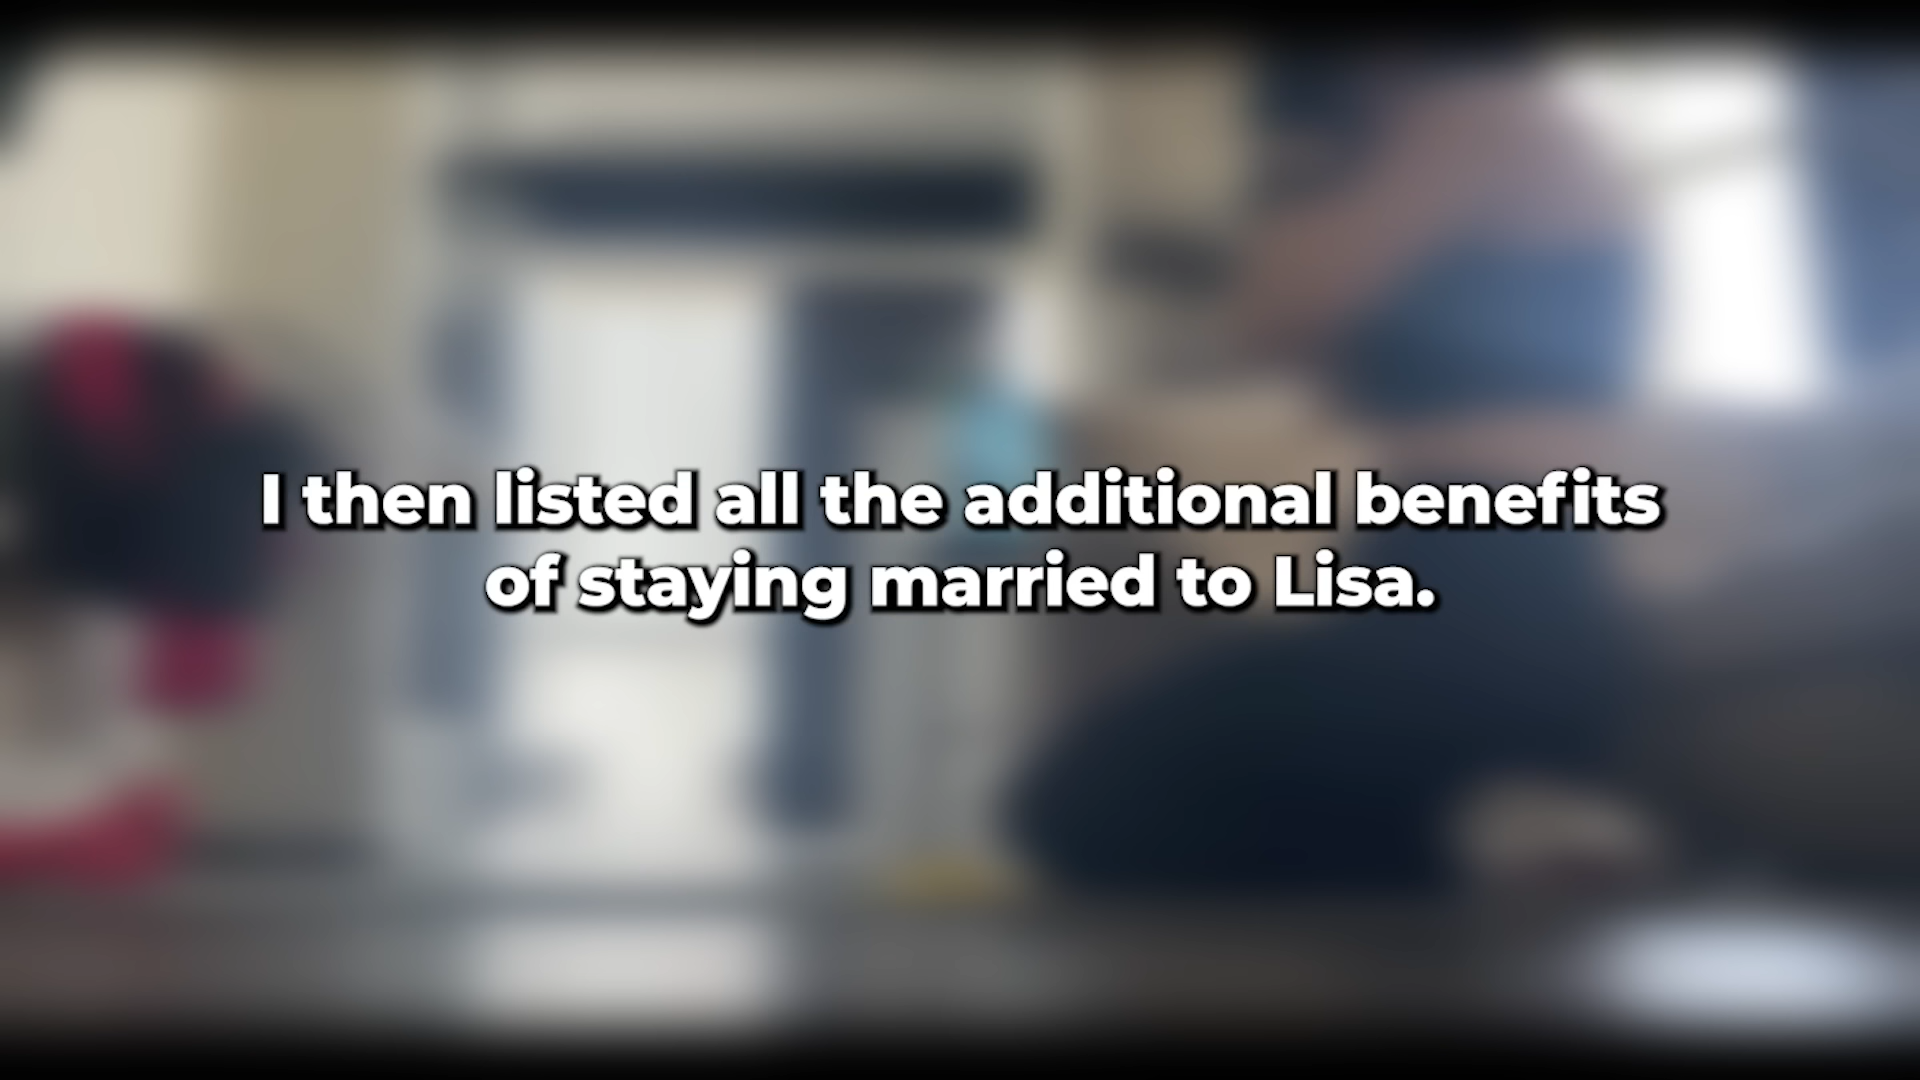 I then listed all the additional benefits
of staying married to Lisa.